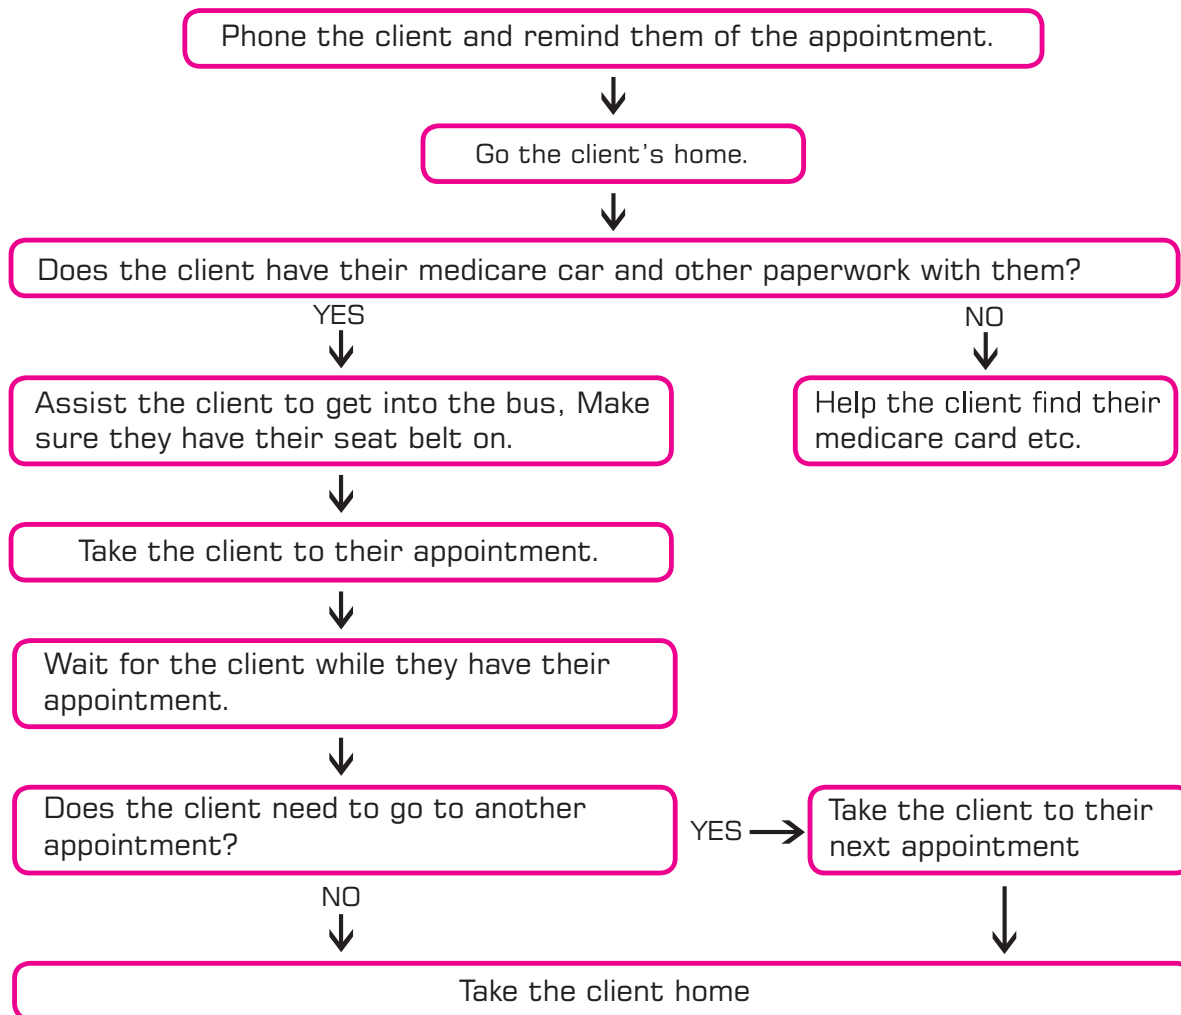 Phone the client and remind them of the appointment.
Go the client's home.
Does the client have their medicare car and other paperwork with them?
YES
NO
Assist the client to get into the bus, Make
sure they have their seat belt on.
Help the client find their
medicare card etc.
Take the client to their appointment.
Wait for the client while they have their
appointment.
Does the client need to go to another
appointment?
YES
Take the client to their
next appointment
NO
Take the client home